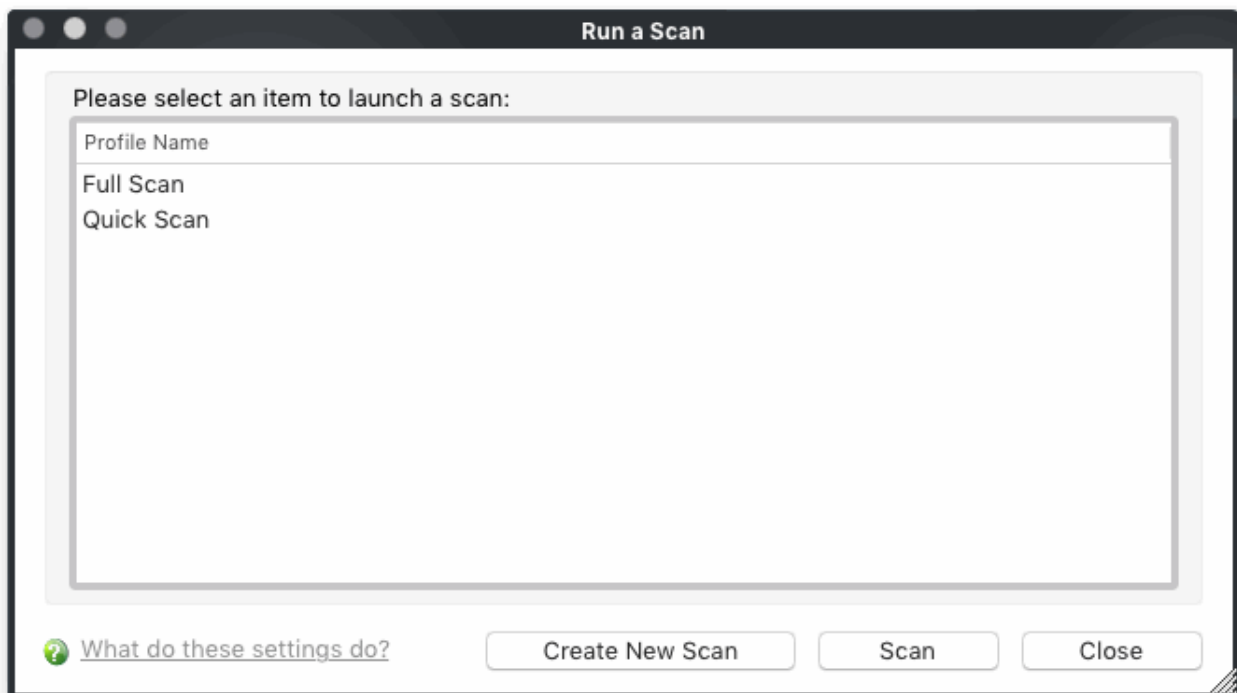 Run a Scan
Please select an item to launch a scan:
Profile Name
Full Scan
Quick Scan
What do these settings do?
Create New Scan
Scan
Close